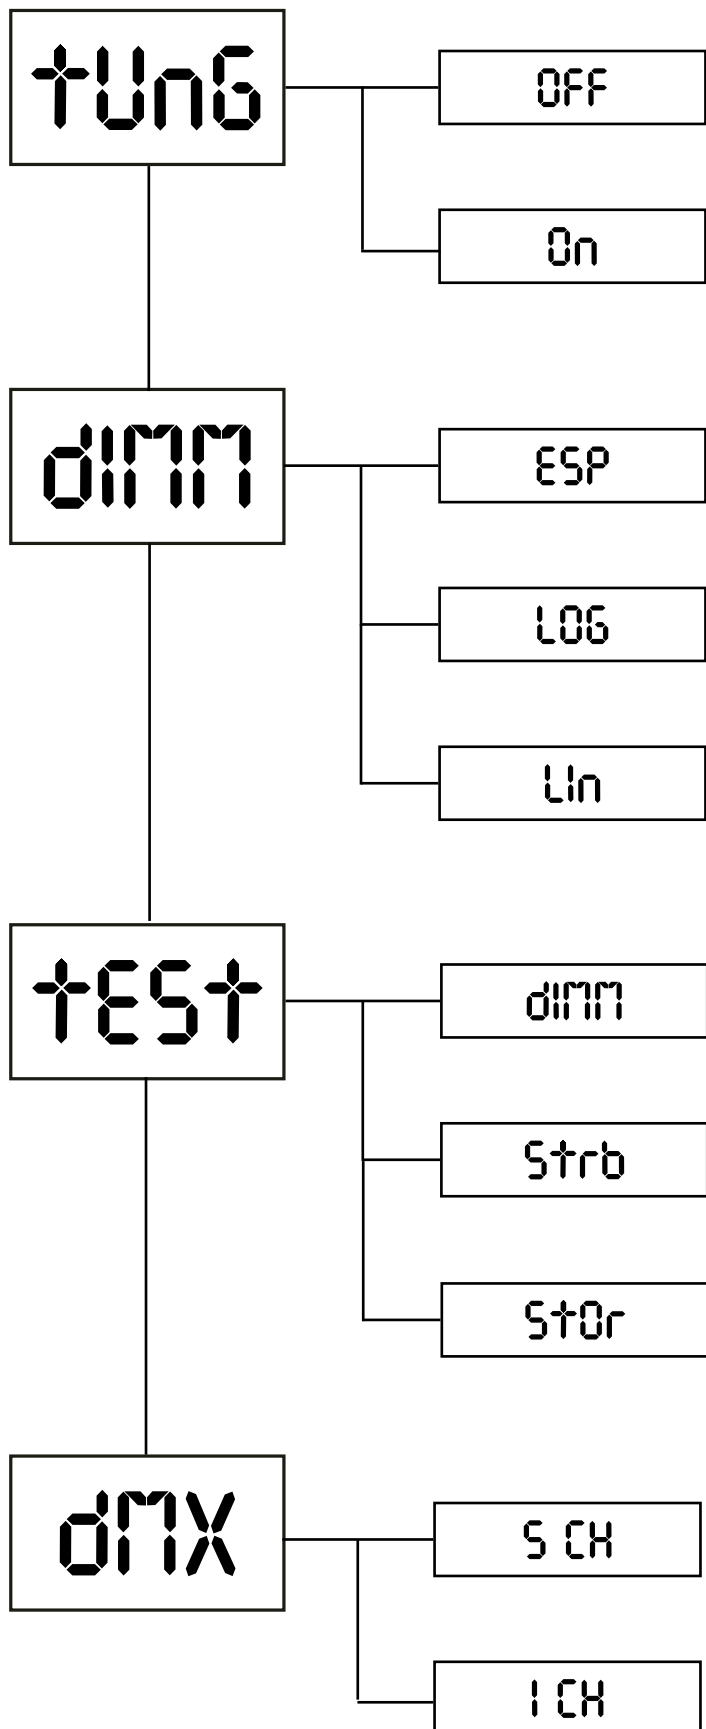 tUnG
OFF
On
dIMM
ESP
LOG
LIn
tESt
dIMM
Strb
StOr
dMX
5 CH
1 CH